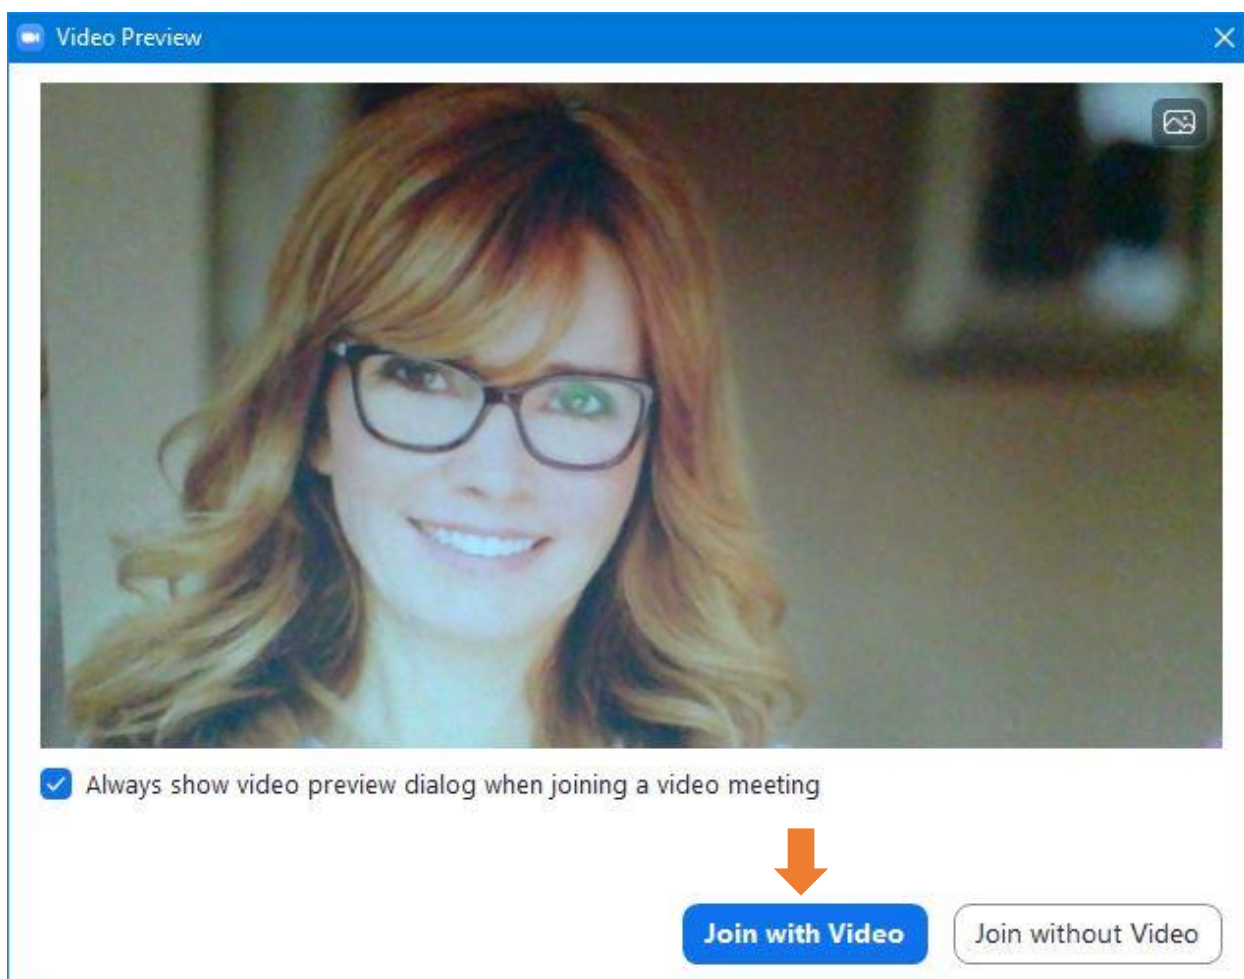 Video Preview
Always show video preview dialog when joining a video meeting
Join with Video
Join without Video